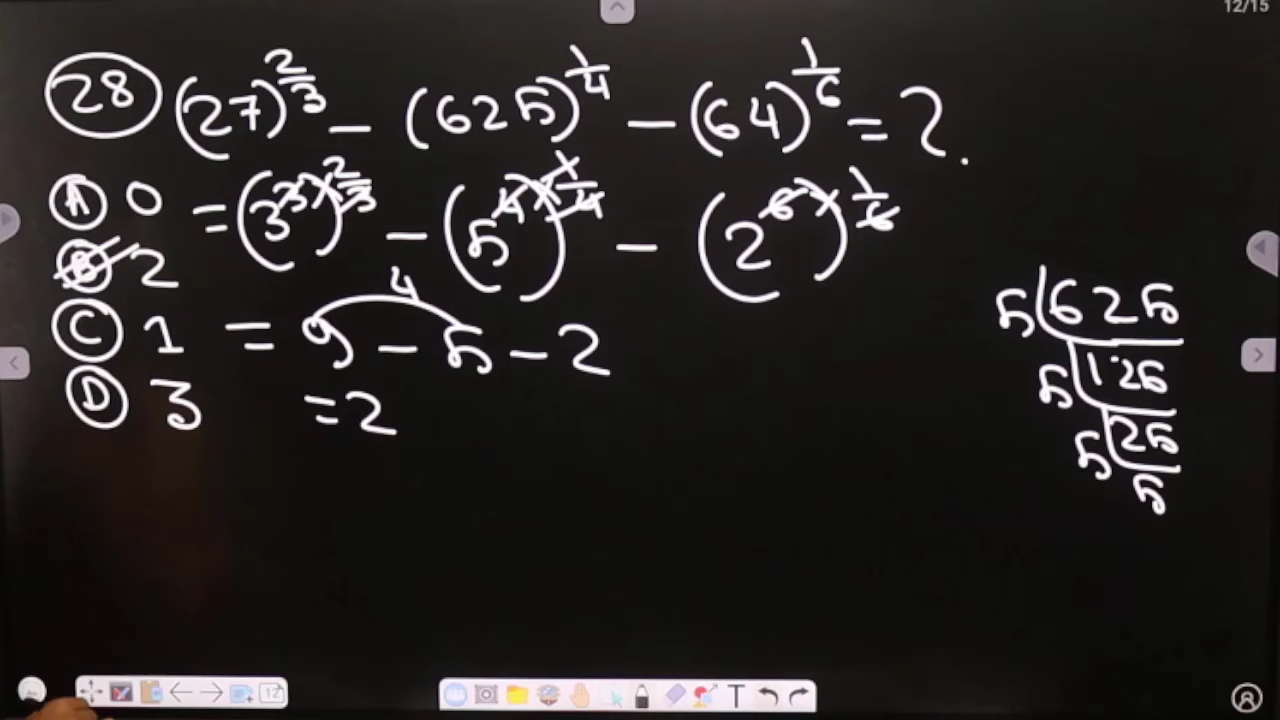 12/15
28 (27)^{2/3} - (625)^{1/4} - (64)^{1/6} = ?.
A 0 = (3^{3})^{2/3} - (5^{4})^{1/4} - (2^{6})^{1/6}
B 2
4
C 1 = 9 - 5 - 2
D 3 = 2
5 625
5 125
5 25
5
T